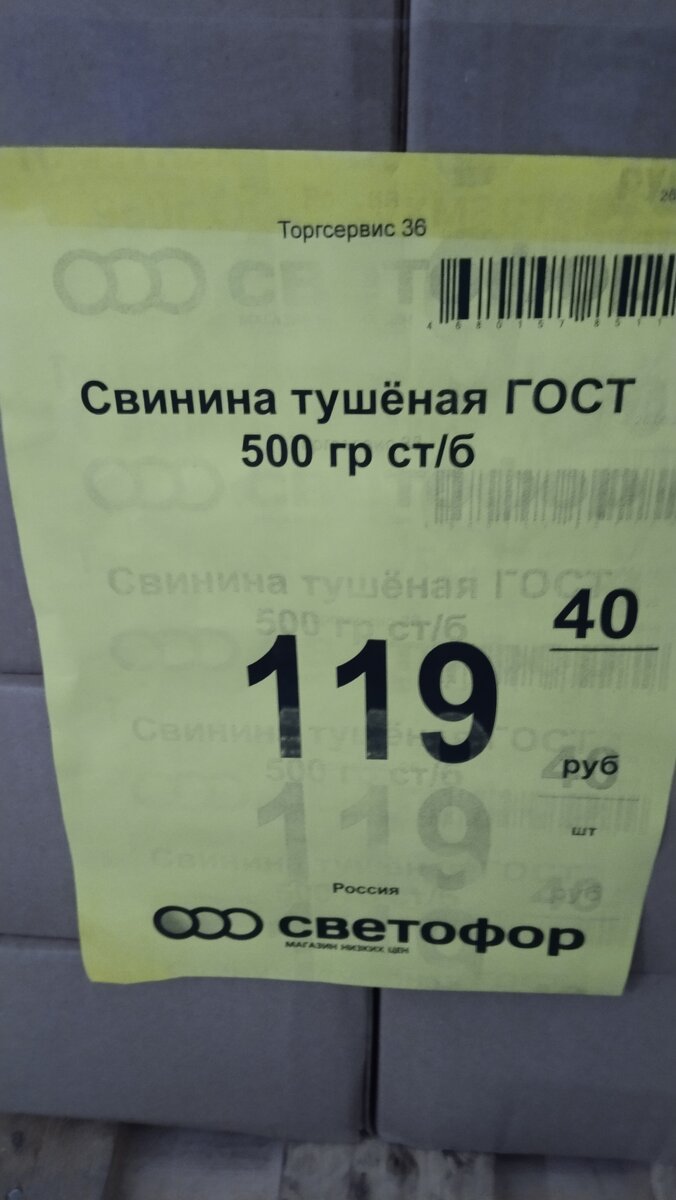 Торгсервис 36
Свинина тушёная ГОСТ
500 гр ст/б
119
40
руб
шт
Россия
светофор
МАГАЗИН НИЗКИХ ЦЕН